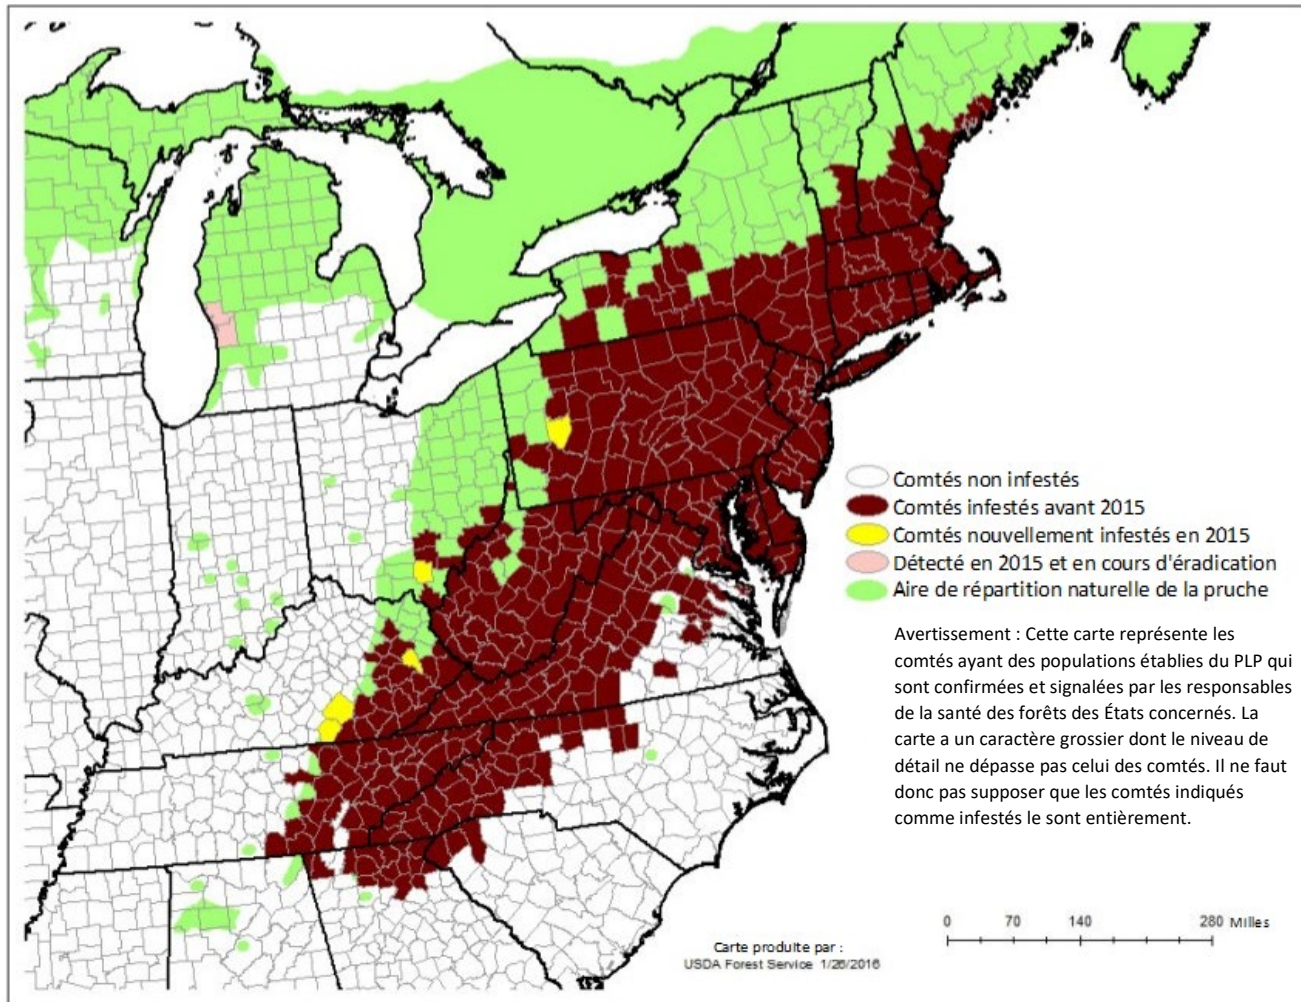 Comtés non infestés
Comtés infestés avant 2015
Comtés nouvellement infestés en 2015
Détecté en 2015 et en cours d'éradication
Aire de répartition naturelle de la pruche
Avertissement : Cette carte représente les
comtés ayant des populations établies du PLP qui
sont confirmées et signalées par les responsables
de la santé des forêts des États concernés. La
carte a un caractère grossier dont le niveau de
détail ne dépasse pas celui des comtés. Il ne faut
donc pas supposer que les comtés indiqués
comme infestés le sont entièrement.
0 70 140 280 Milles
Carte produite par :
USDA Forest Service 1/26/2016